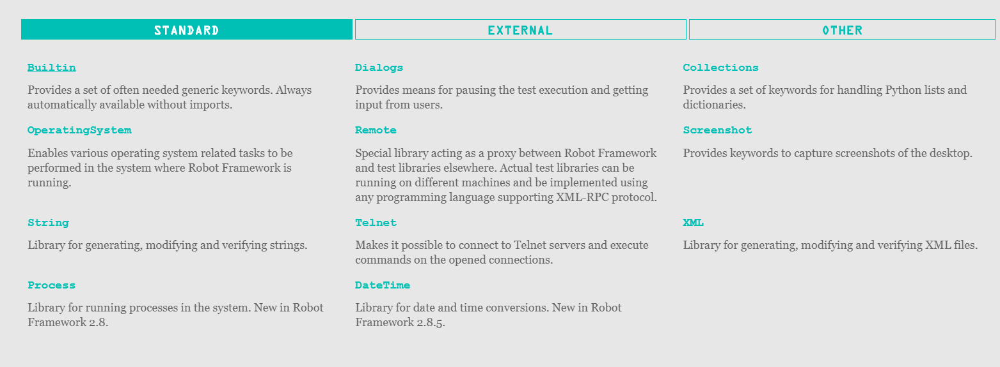 STANDARD
EXTERNAL
OTHER
Builtin
Provides a set of often needed generic keywords. Always
automatically available without imports.
Dialogs
Provides means for pausing the test execution and getting
input from users.
Collections
Provides a set of keywords for handling Python lists and
dictionaries.
OperatingSystem
Enables various operating system related tasks to be
performed in the system where Robot Framework is
running.
Remote
Special library acting as a proxy between Robot Framework
and test libraries elsewhere. Actual test libraries can be
running on different machines and be implemented using
any programming language supporting XML-RPC protocol.
Screenshot
Provides keywords to capture screenshots of the desktop.
String
Library for generating, modifying and verifying strings.
Telnet
Makes it possible to connect to Telnet servers and execute
commands on the opened connections.
XML
Library for generating, modifying and verifying XML files.
Process
Library for running processes in the system. New in Robot
Framework 2.8.
DateTime
Library for date and time conversions. New in Robot
Framework 2.8.5.